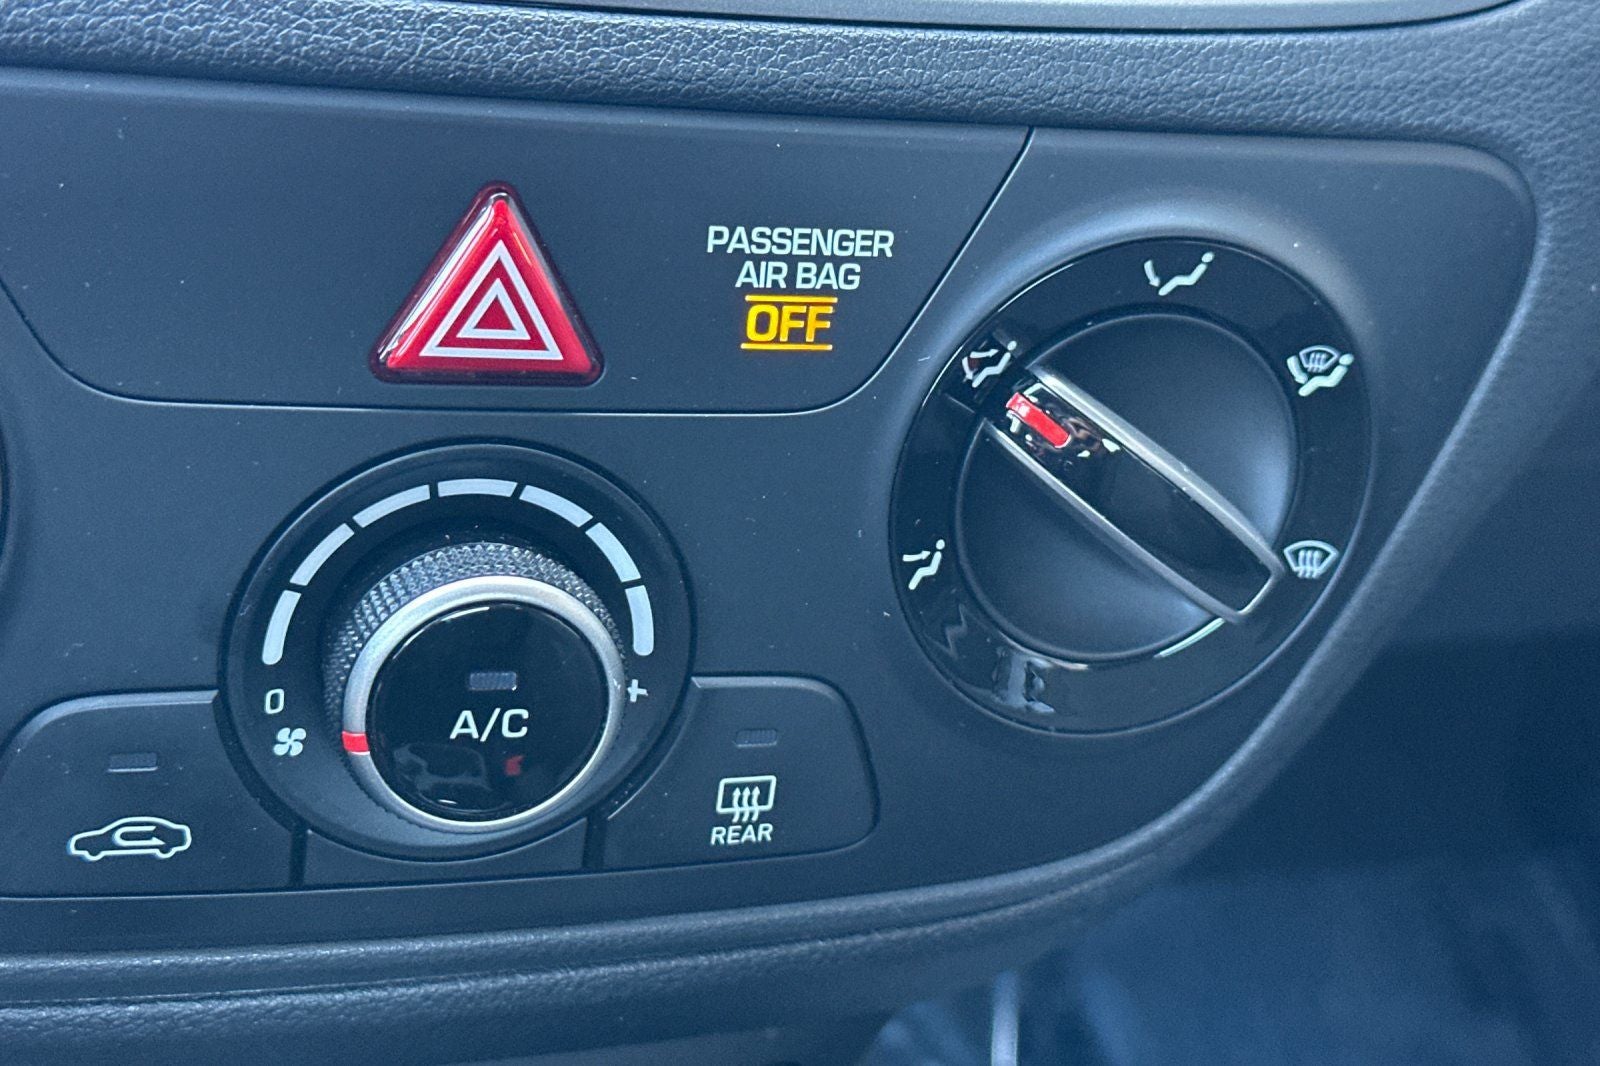 PASSENGER
AIR BAG
OFF
0
+
A/C
REAR